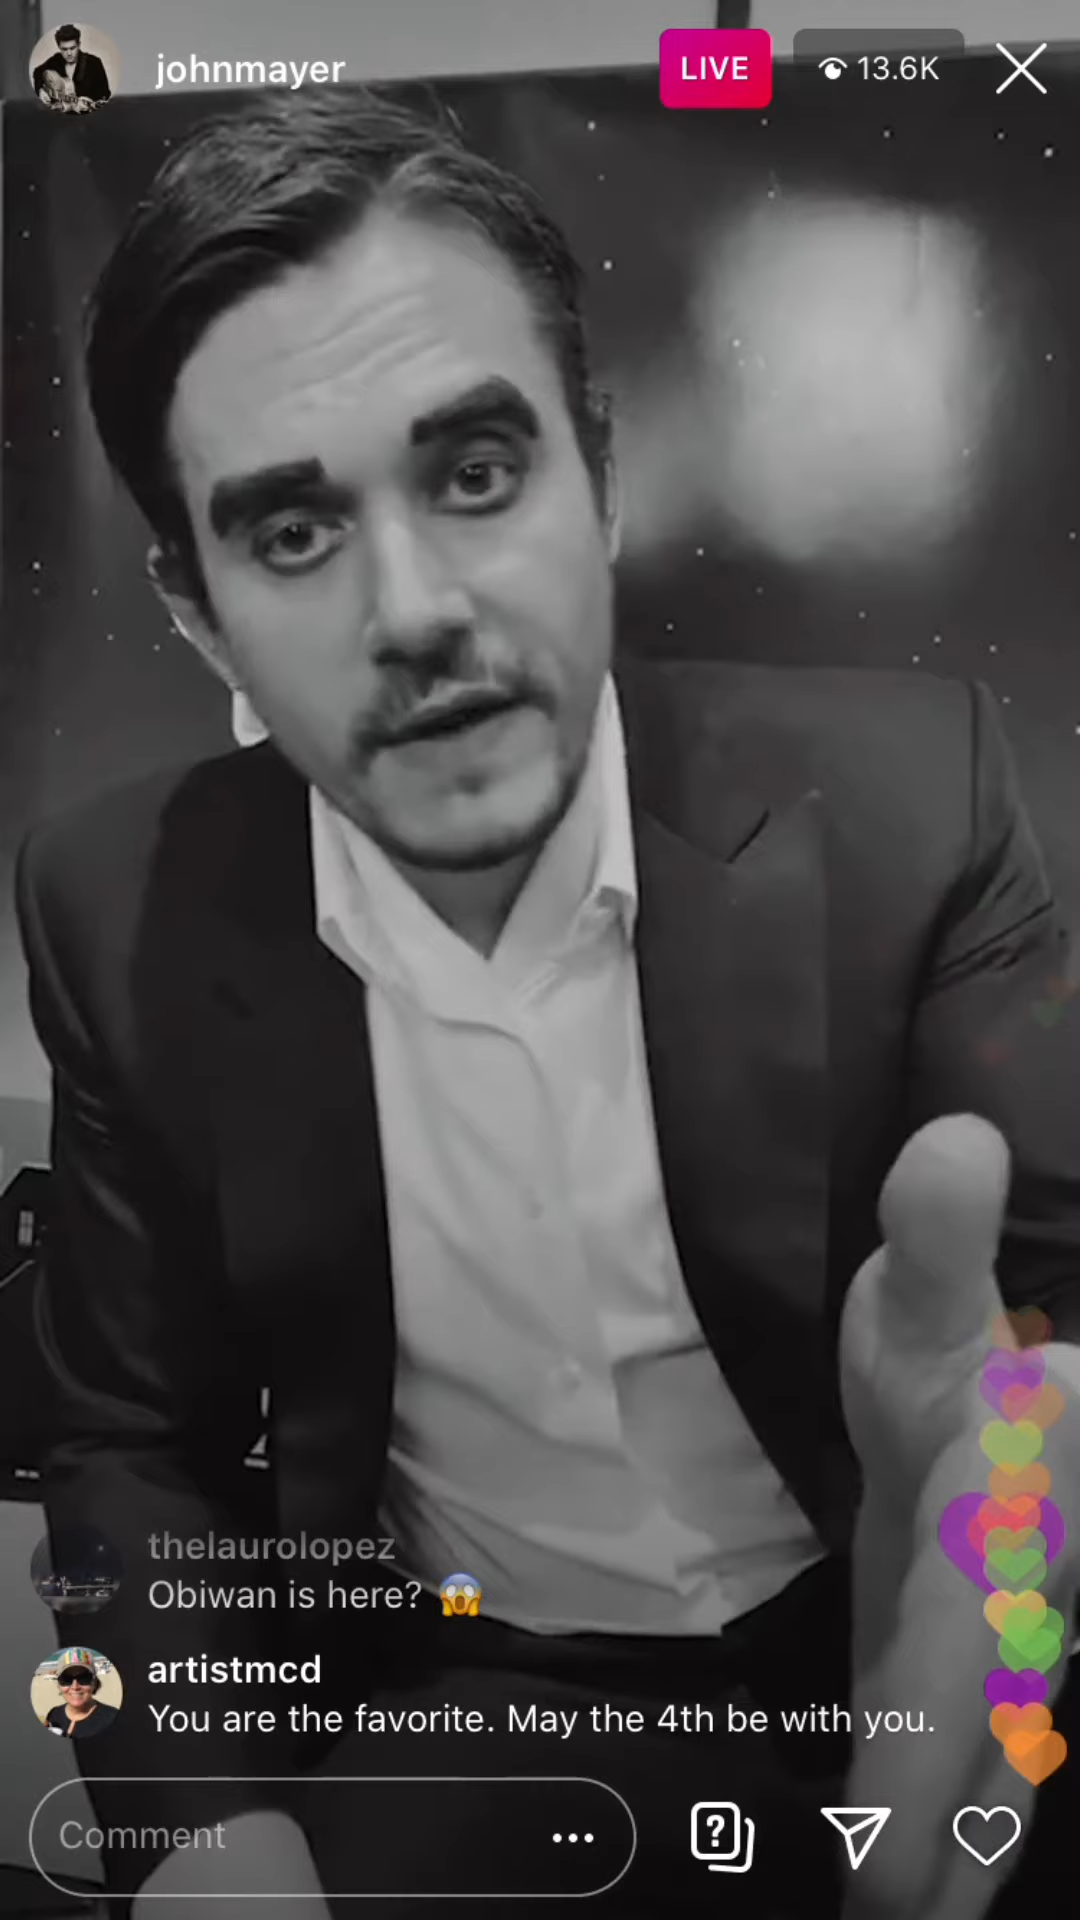 johnmayer
LIVE
13.6K
thelaurolopez
Obiwan is here? 😱
artistmcd
You are the favorite. May the 4th be with you.
Comment